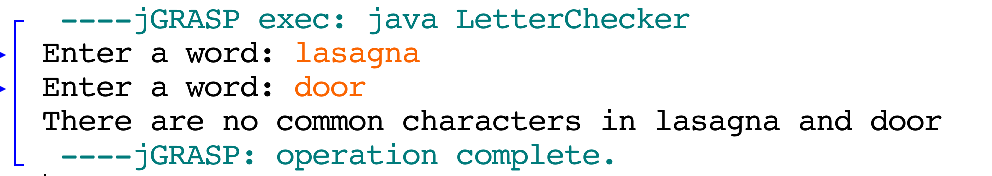 ----jGRASP exec: java LetterChecker
Enter a word: lasagna
Enter a word: door
There are no common characters in lasagna and door
----jGRASP: operation complete.